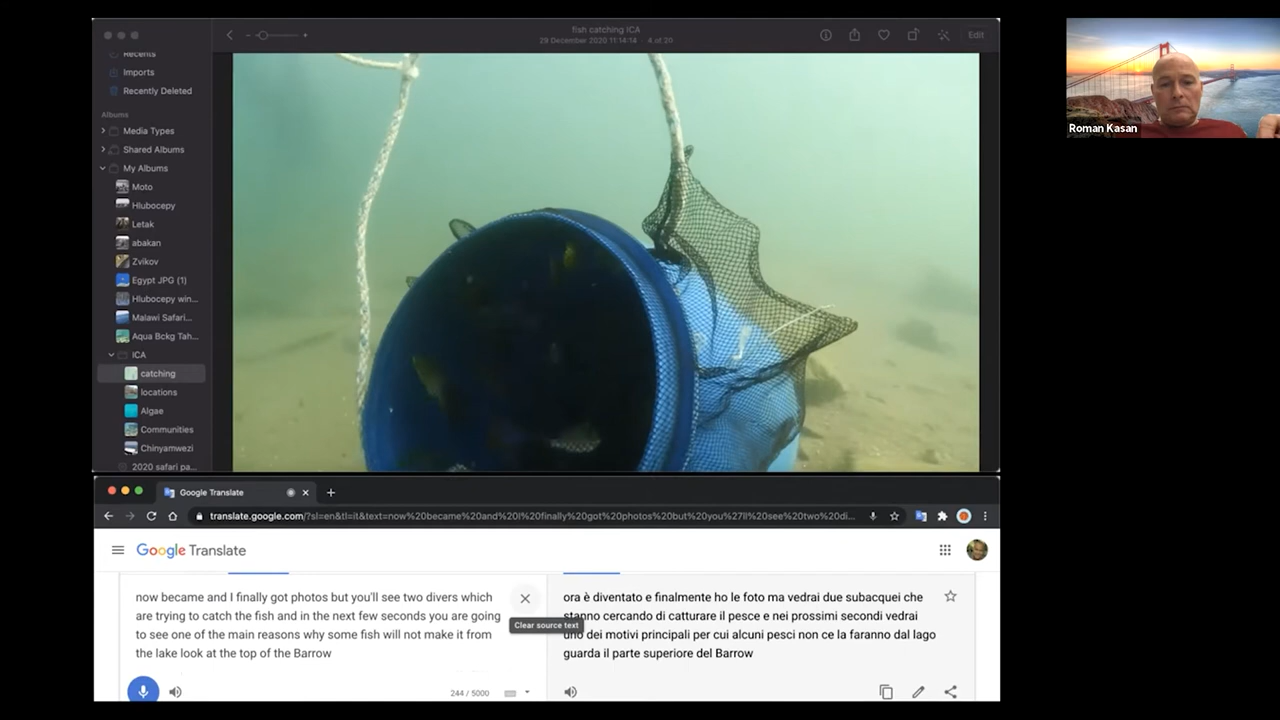 fish catching ICA
29 December 2020 11:14:14 · 4 of 20
Edit
Recents
Imports
Recently Deleted
Albums
Media Types
Shared Albums
My Albums
Moto
Hlubocepy
Letak
abakan
Zvikov
Egypt JPG (1)
Hlubocepy win...
Malawi Safari...
Aqua Bckg Tah...
ICA
catching
locations
Algae
Communities
Chinyamwezi
2020 safari pa...
Roman Kasan
Google Translate
translate.google.com/?sl=en&tl=it&text=now%20became%20and%20I%20finally%20got%20photos%20but%20you%27ll%20see%20two%20di...
Google Translate
now became and I finally got photos but you'll see two divers which
are trying to catch the fish and in the next few seconds you are going
to see one of the main reasons why some fish will not make it from
the lake look at the top of the Barrow
Clear source text
244 / 5000
ora è diventato e finalmente ho le foto ma vedrai due subacquei che
stanno cercando di catturare il pesce e nei prossimi secondi vedrai
uno dei motivi principali per cui alcuni pesci non ce la faranno dal lago
guarda il parte superiore del Barrow